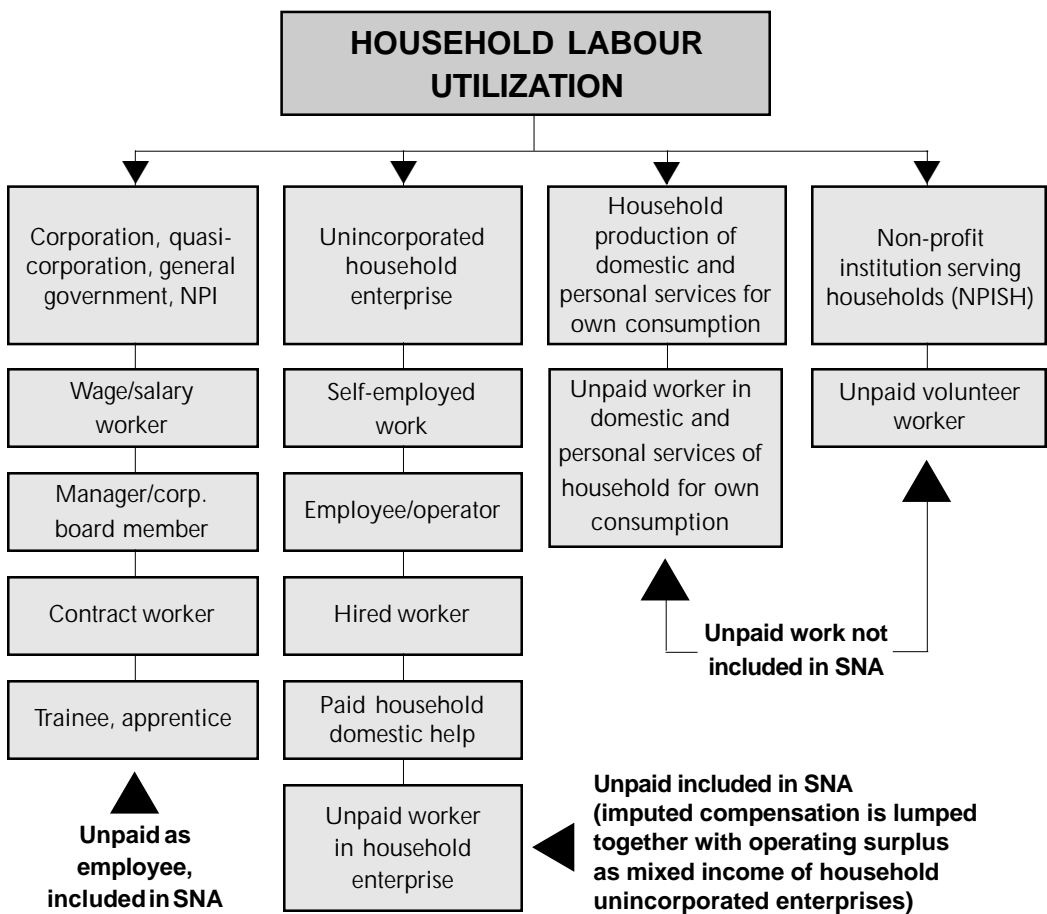 HOUSEHOLD LABOUR
UTILIZATION
Corporation, quasi-
corporation, general
government, NPI
Wage/salary
worker
Manager/corp.
board member
Contract worker
Trainee, apprentice
Unpaid as
employee,
included in SNA
Unincorporated
household
enterprise
Self-employed
work
Employee/operator
Hired worker
Paid household
domestic help
Unpaid worker
in household
enterprise
Household
production of
domestic and
personal services for
own consumption
Unpaid worker in
domestic and
personal services of
household for own
consumption
Non-profit
institution serving
households (NPISH)
Unpaid volunteer
worker
Unpaid work not
included in SNA
Unpaid included in SNA
(imputed compensation is lumped
together with operating surplus
as mixed income of household
unincorporated enterprises)